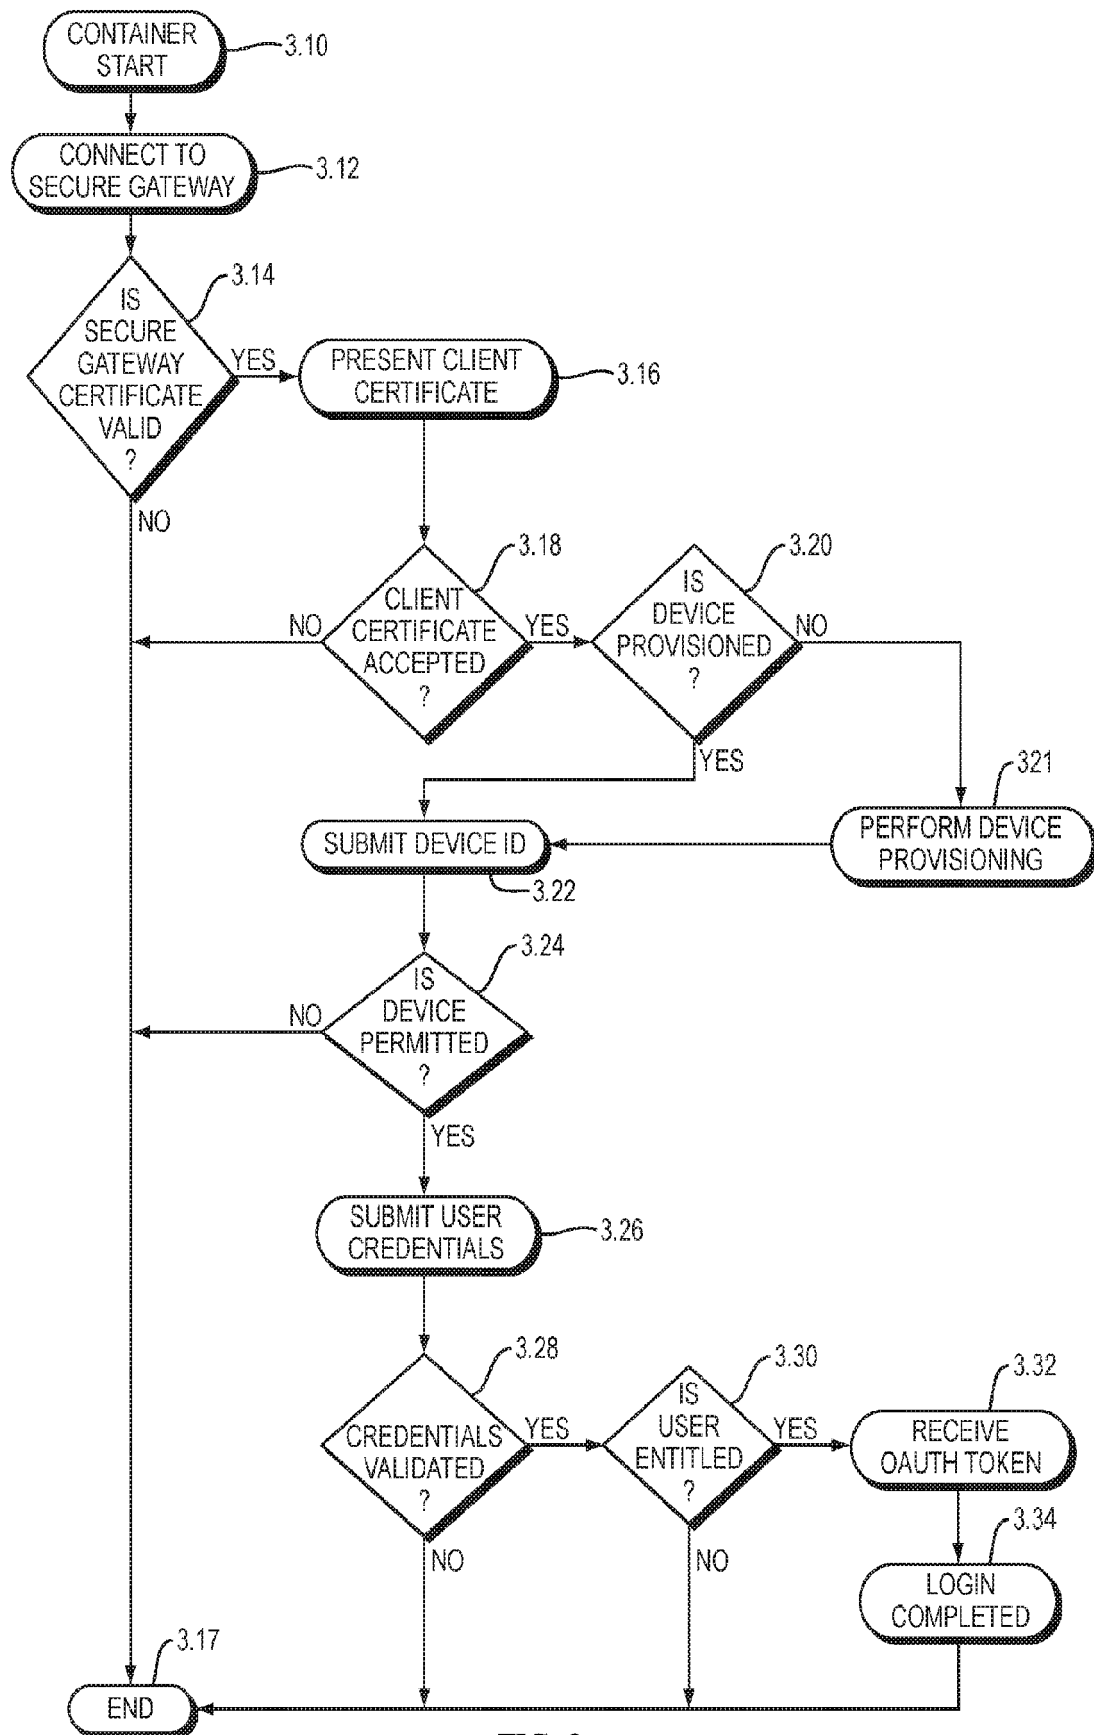 CONTAINER
START
3.10
CONNECT TO
SECURE GATEWAY
3.12
IS
SECURE
GATEWAY
CERTIFICATE
VALID
?
3.14
YES
NO
PRESENT CLIENT
CERTIFICATE
3.16
CLIENT
CERTIFICATE
ACCEPTED
?
3.18
NO
YES
IS
DEVICE
PROVISIONED
?
3.20
NO
YES
321
PERFORM DEVICE
PROVISIONING
SUBMIT DEVICE ID
3.22
IS
DEVICE
PERMITTED
?
3.24
NO
YES
SUBMIT USER
CREDENTIALS
3.26
CREDENTIALS
VALIDATED
?
3.28
YES
NO
IS
USER
ENTITLED
?
3.30
YES
NO
RECEIVE
OAUTH TOKEN
3.32
LOGIN
COMPLETED
3.34
END
3.17